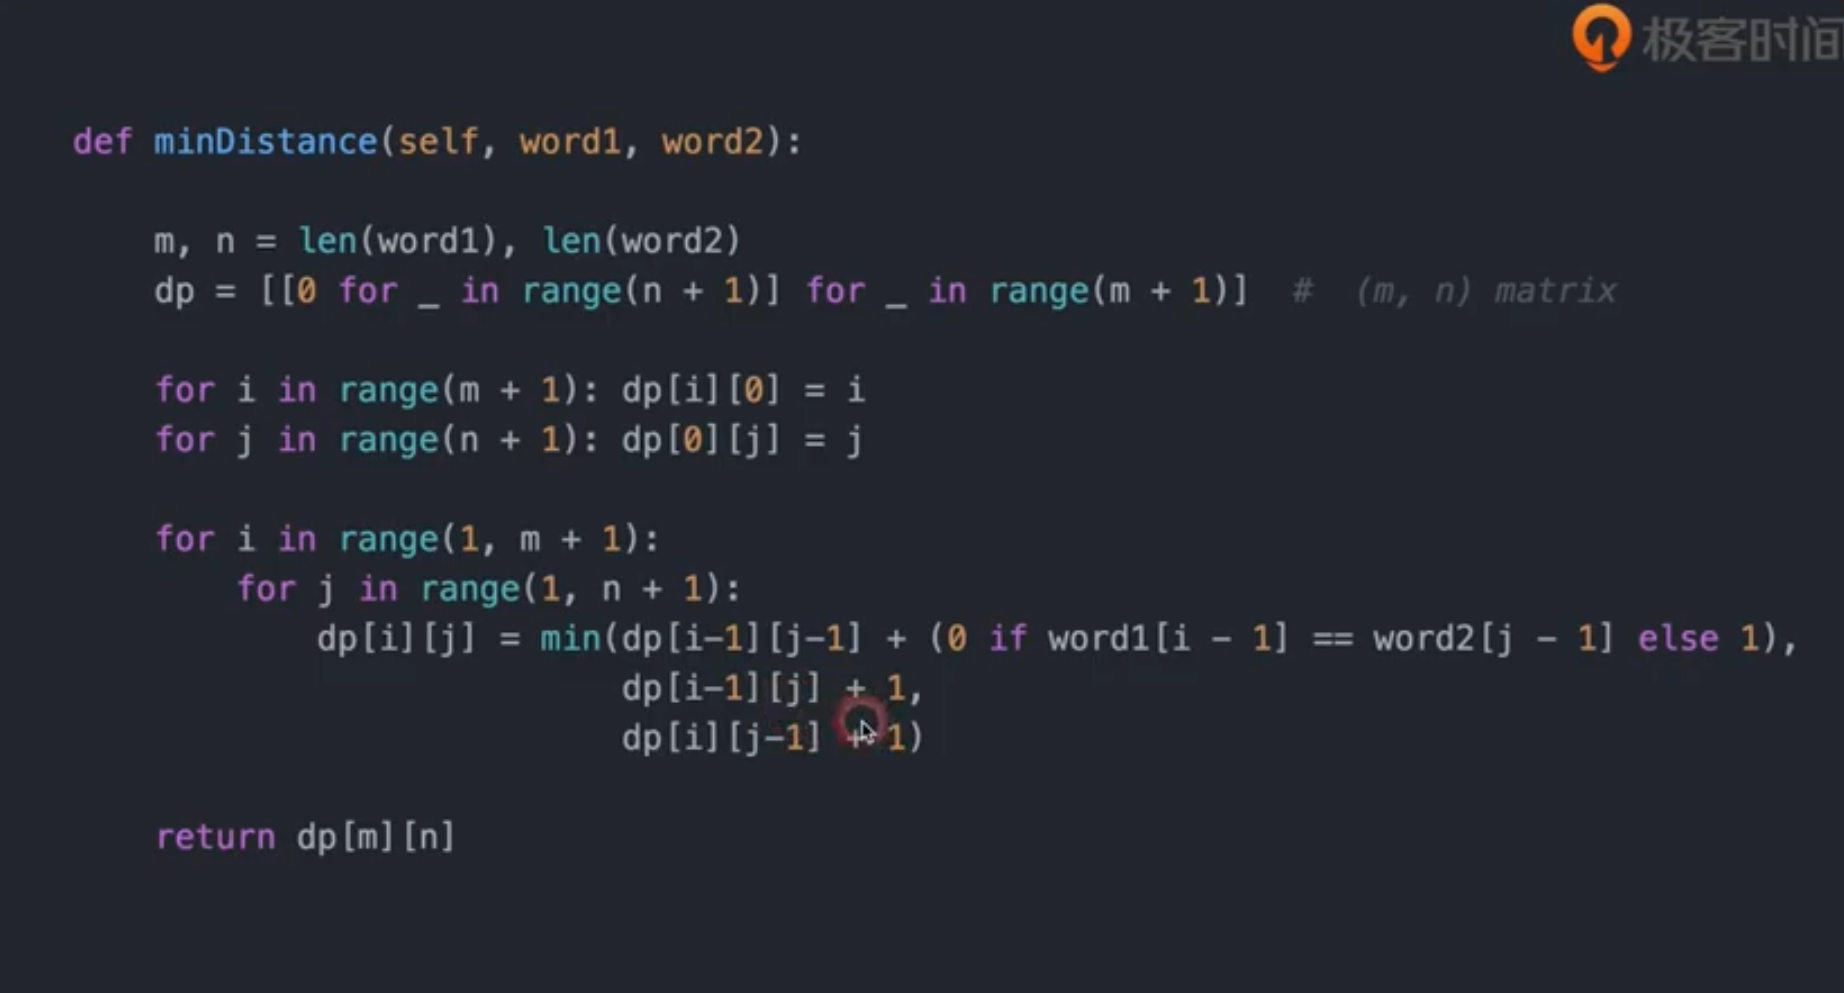 极客时间
def minDistance(self, word1, word2):
m, n = len(word1), len(word2)
dp = [[0 for _ in range(n + 1)] for _ in range(m + 1)]  #  (m, n) matrix
for i in range(m + 1): dp[i][0] = i
for j in range(n + 1): dp[0][j] = j
for i in range(1, m + 1):
for j in range(1, n + 1):
dp[i][j] = min(dp[i-1][j-1] + (0 if word1[i - 1] == word2[j - 1] else 1),
dp[i-1][j] + 1,
dp[i][j-1] + 1)
return dp[m][n]